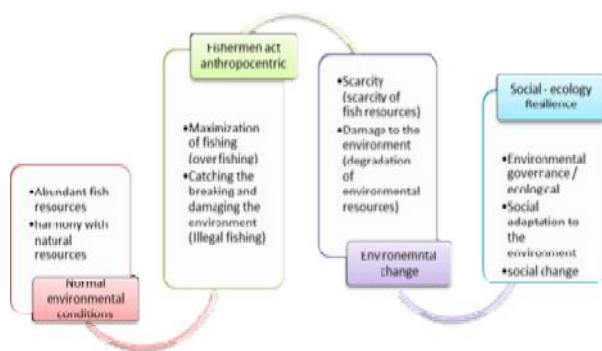 Fishermen act
anthropocentric
•Maximization
of fishing
(overfishing)
•Catching the
breaking and
damaging the
environment
(Illegal fishing)
•Scarcity
(scarcity of
fish resources)
•Damage to the
environment
(degradation of
environmental
resources)
Social - ecology
Resilience
•Environmental
governance /
ecological
•Social
adaptation to
the
environment
•social change
•Abundant fish
resources
•harmony with
natural
resources
Normal
environmental
conditions
Environemntal
change